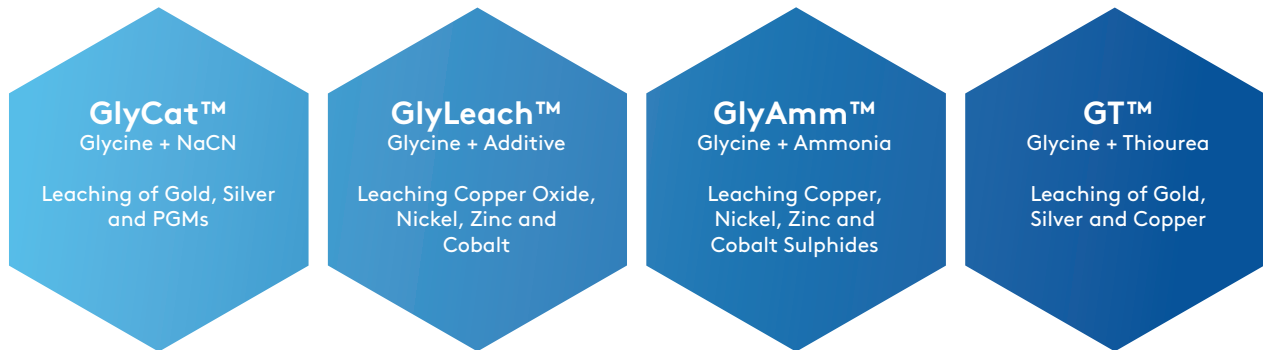 GlyCat™
Glycine + NaCN
Leaching of Gold, Silver
and PGMs
GlyLeach™
Glycine + Additive
Leaching Copper Oxide,
Nickel, Zinc and
Cobalt
GlyAmm™
Glycine + Ammonia
Leaching Copper,
Nickel, Zinc and
Cobalt Sulphides
GT™
Glycine + Thiourea
Leaching of Gold,
Silver and Copper